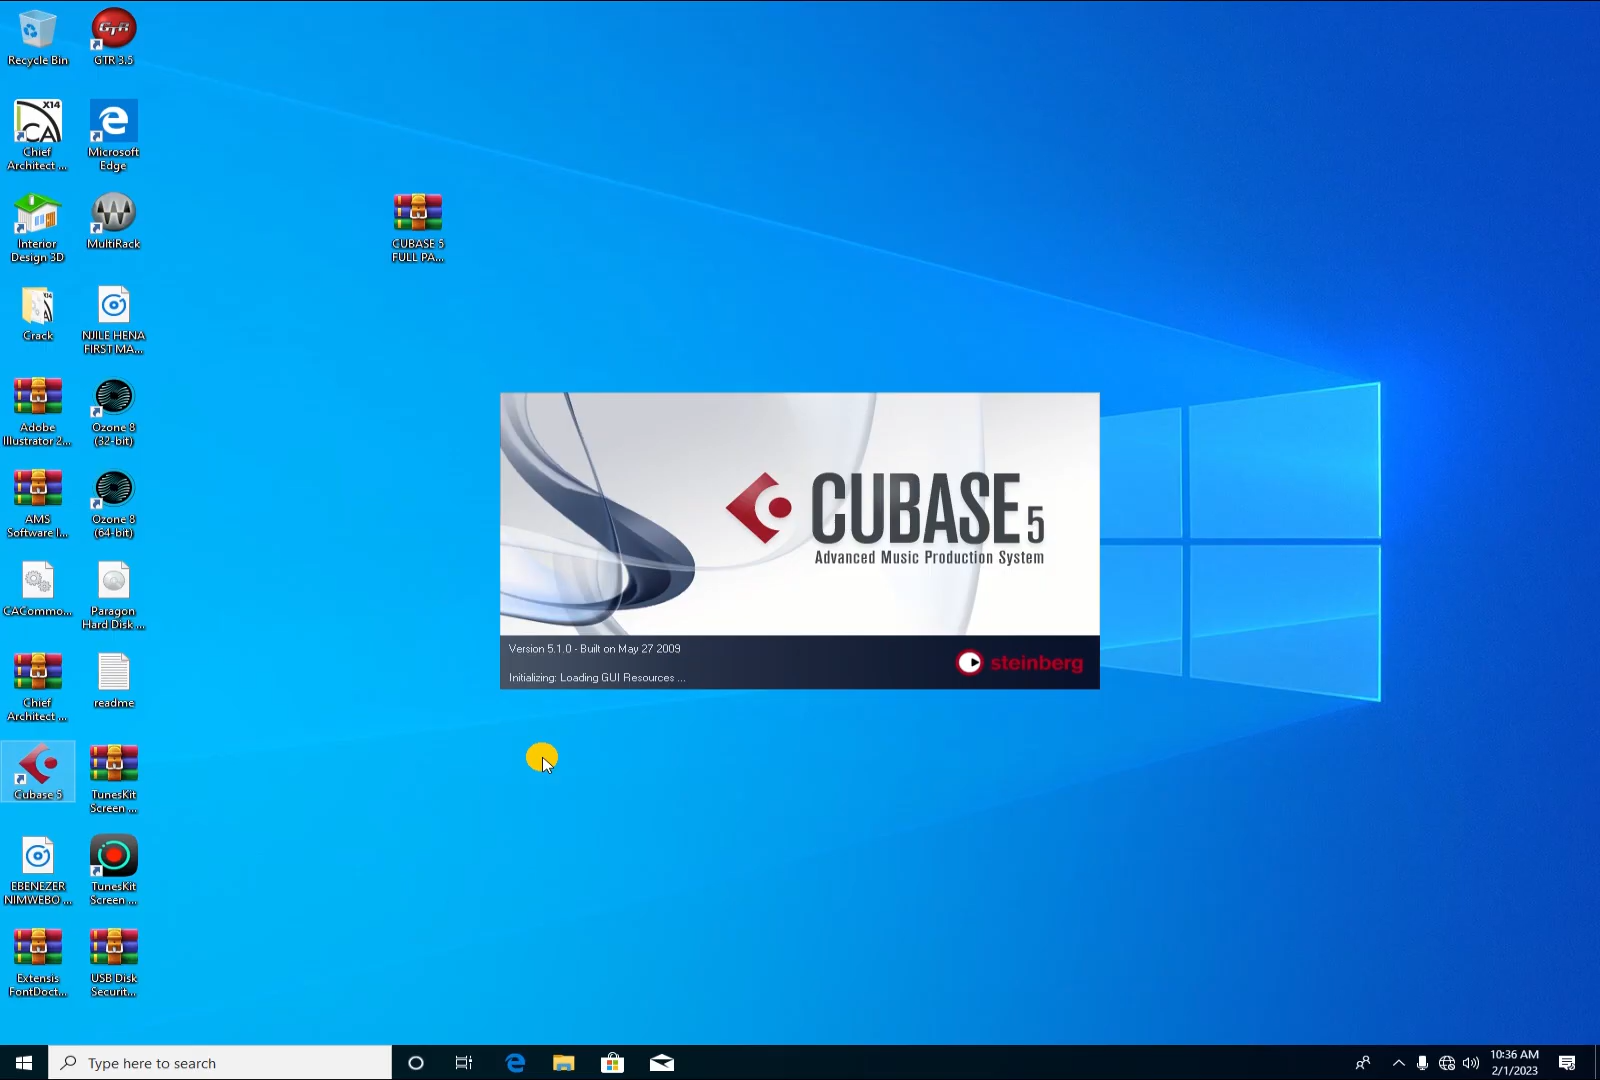 Recycle Bin
GTR 3.5
X14
CA
Chief
Architect ...
Microsoft
Edge
Interior
Design 3D
MultiRack
CUBASE 5
FULL PA...
Crack
NJILE HENA
FIRST MA...
Adobe
Illustrator 2...
Ozone 8
(32-bit)
AMS
Software I...
Ozone 8
(64-bit)
CACommo...
Paragon
Hard Disk ...
Chief
Architect ...
readme
Cubase 5
TunesKit
Screen ...
EBENEZER
NIMWEBO ...
TunesKit
Screen ...
Extensis
FontDoct...
USB Disk
Securit...
CUBASE 5
Advanced Music Production System
Version 5.1.0 - Built on May 27 2009
Initializing: Loading GUI Resources ...
steinberg
Type here to search
10:36 AM
2/1/2023